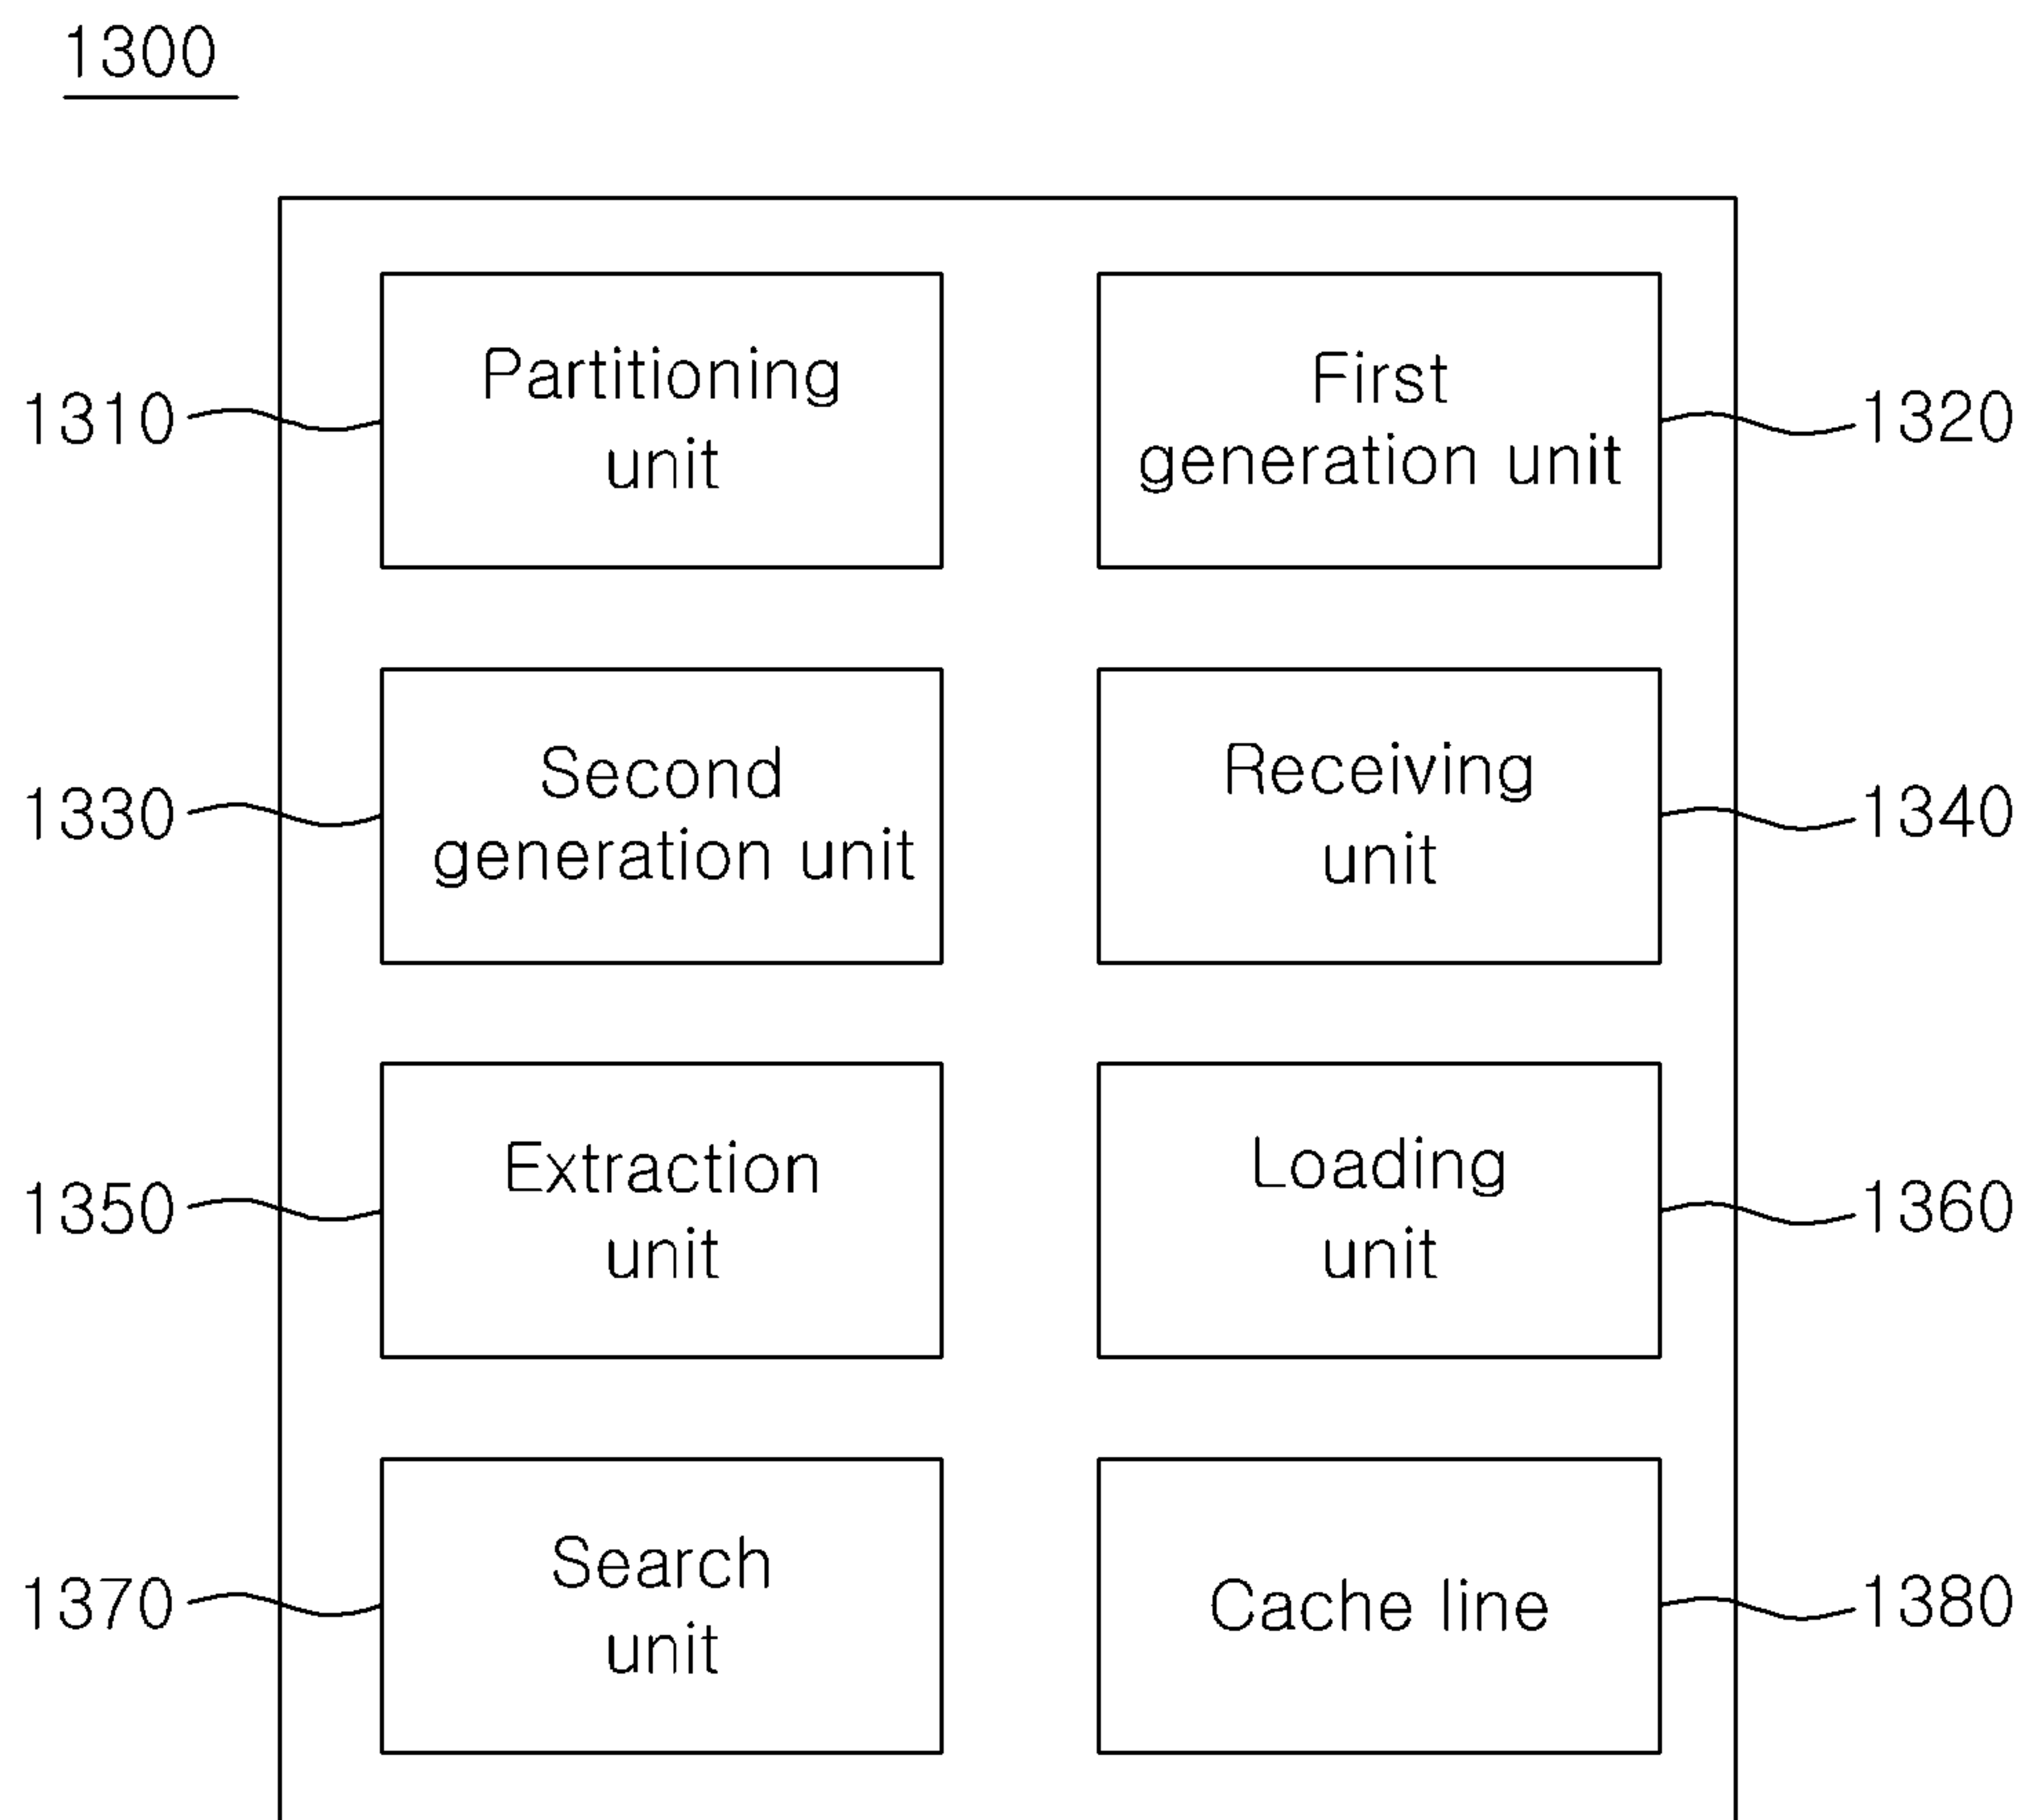 1300
1310
Partitioning
unit
First
generation unit
1320
1330
Second
generation unit
Receiving
unit
1340
1350
Extraction
unit
Loading
unit
1360
1370
Search
unit
Cache line
1380